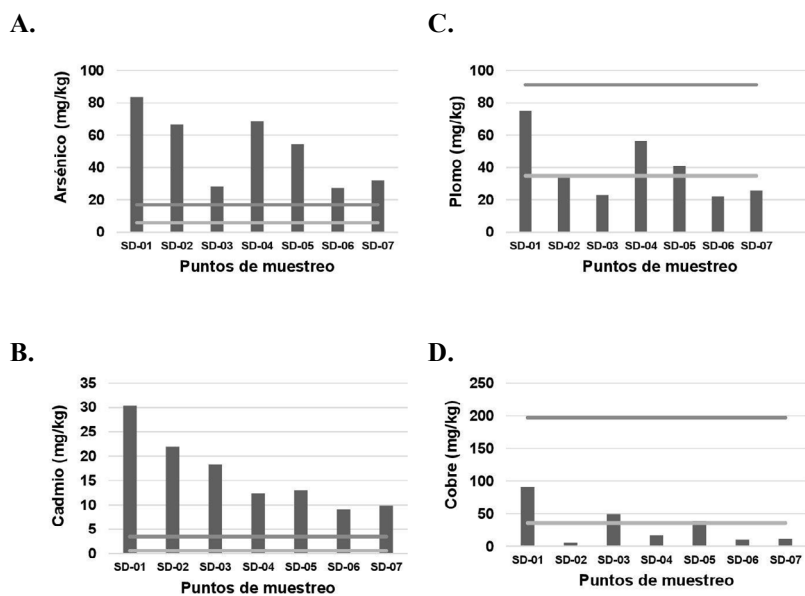 A.
Arsénico (mg/kg)
100
80
60
40
20
0
SD-01 SD-02 SD-03 SD-04 SD-05 SD-06 SD-07
Puntos de muestreo
C.
Plomo (mg/kg)
100
80
60
40
20
0
SD-01 SD-02 SD-03 SD-04 SD-05 SD-06 SD-07
Puntos de muestreo
B.
Cadmio (mg/kg)
35
30
25
20
15
10
5
0
SD-01 SD-02 SD-03 SD-04 SD-05 SD-06 SD-07
Puntos de muestreo
D.
Cobre (mg/kg)
250
200
150
100
50
0
SD-01 SD-02 SD-03 SD-04 SD-05 SD-06 SD-07
Puntos de muestreo